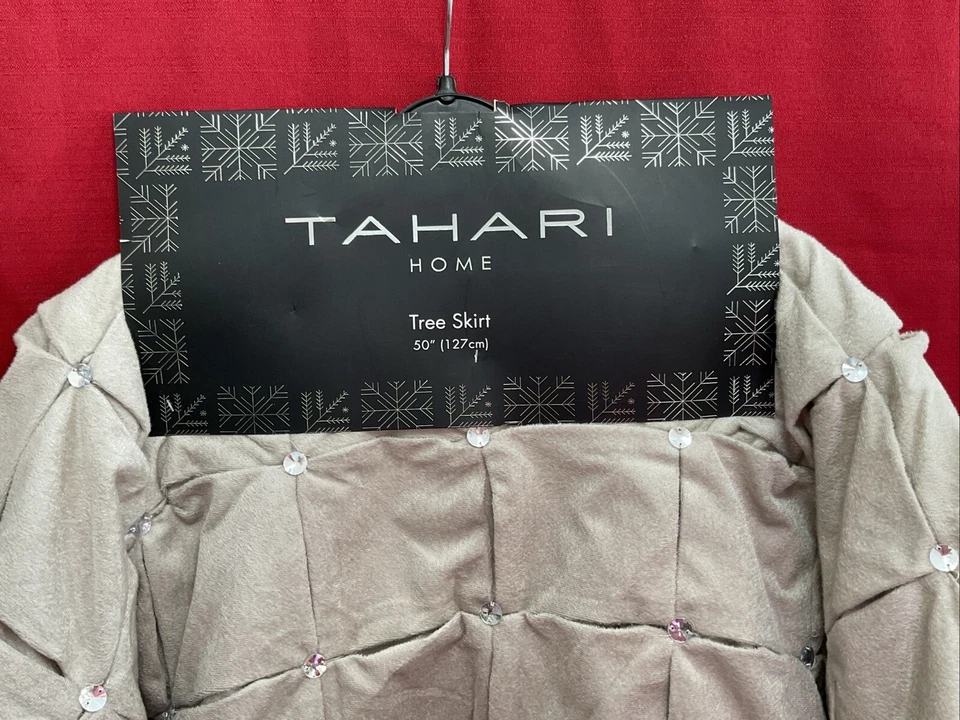 TAHARI
HOME
Tree Skirt
50" (127cm)